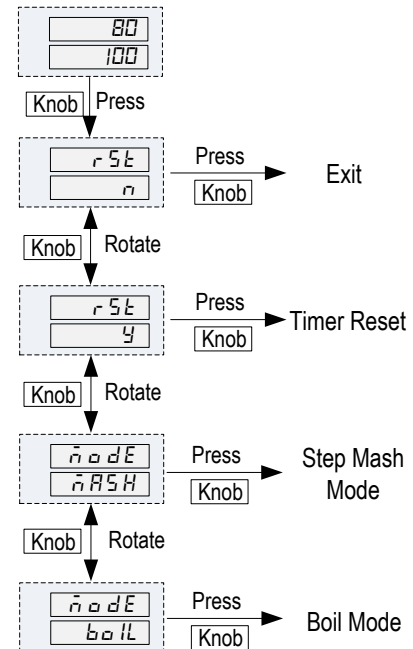 80
100
Knob Press
rSt
n
Press
Knob
Exit
Knob Rotate
rSt
y
Press
Knob
Timer Reset
Knob Rotate
modE
mASH
Press
Knob
Step Mash
Mode
Knob Rotate
modE
boIL
Press
Knob
Boil Mode